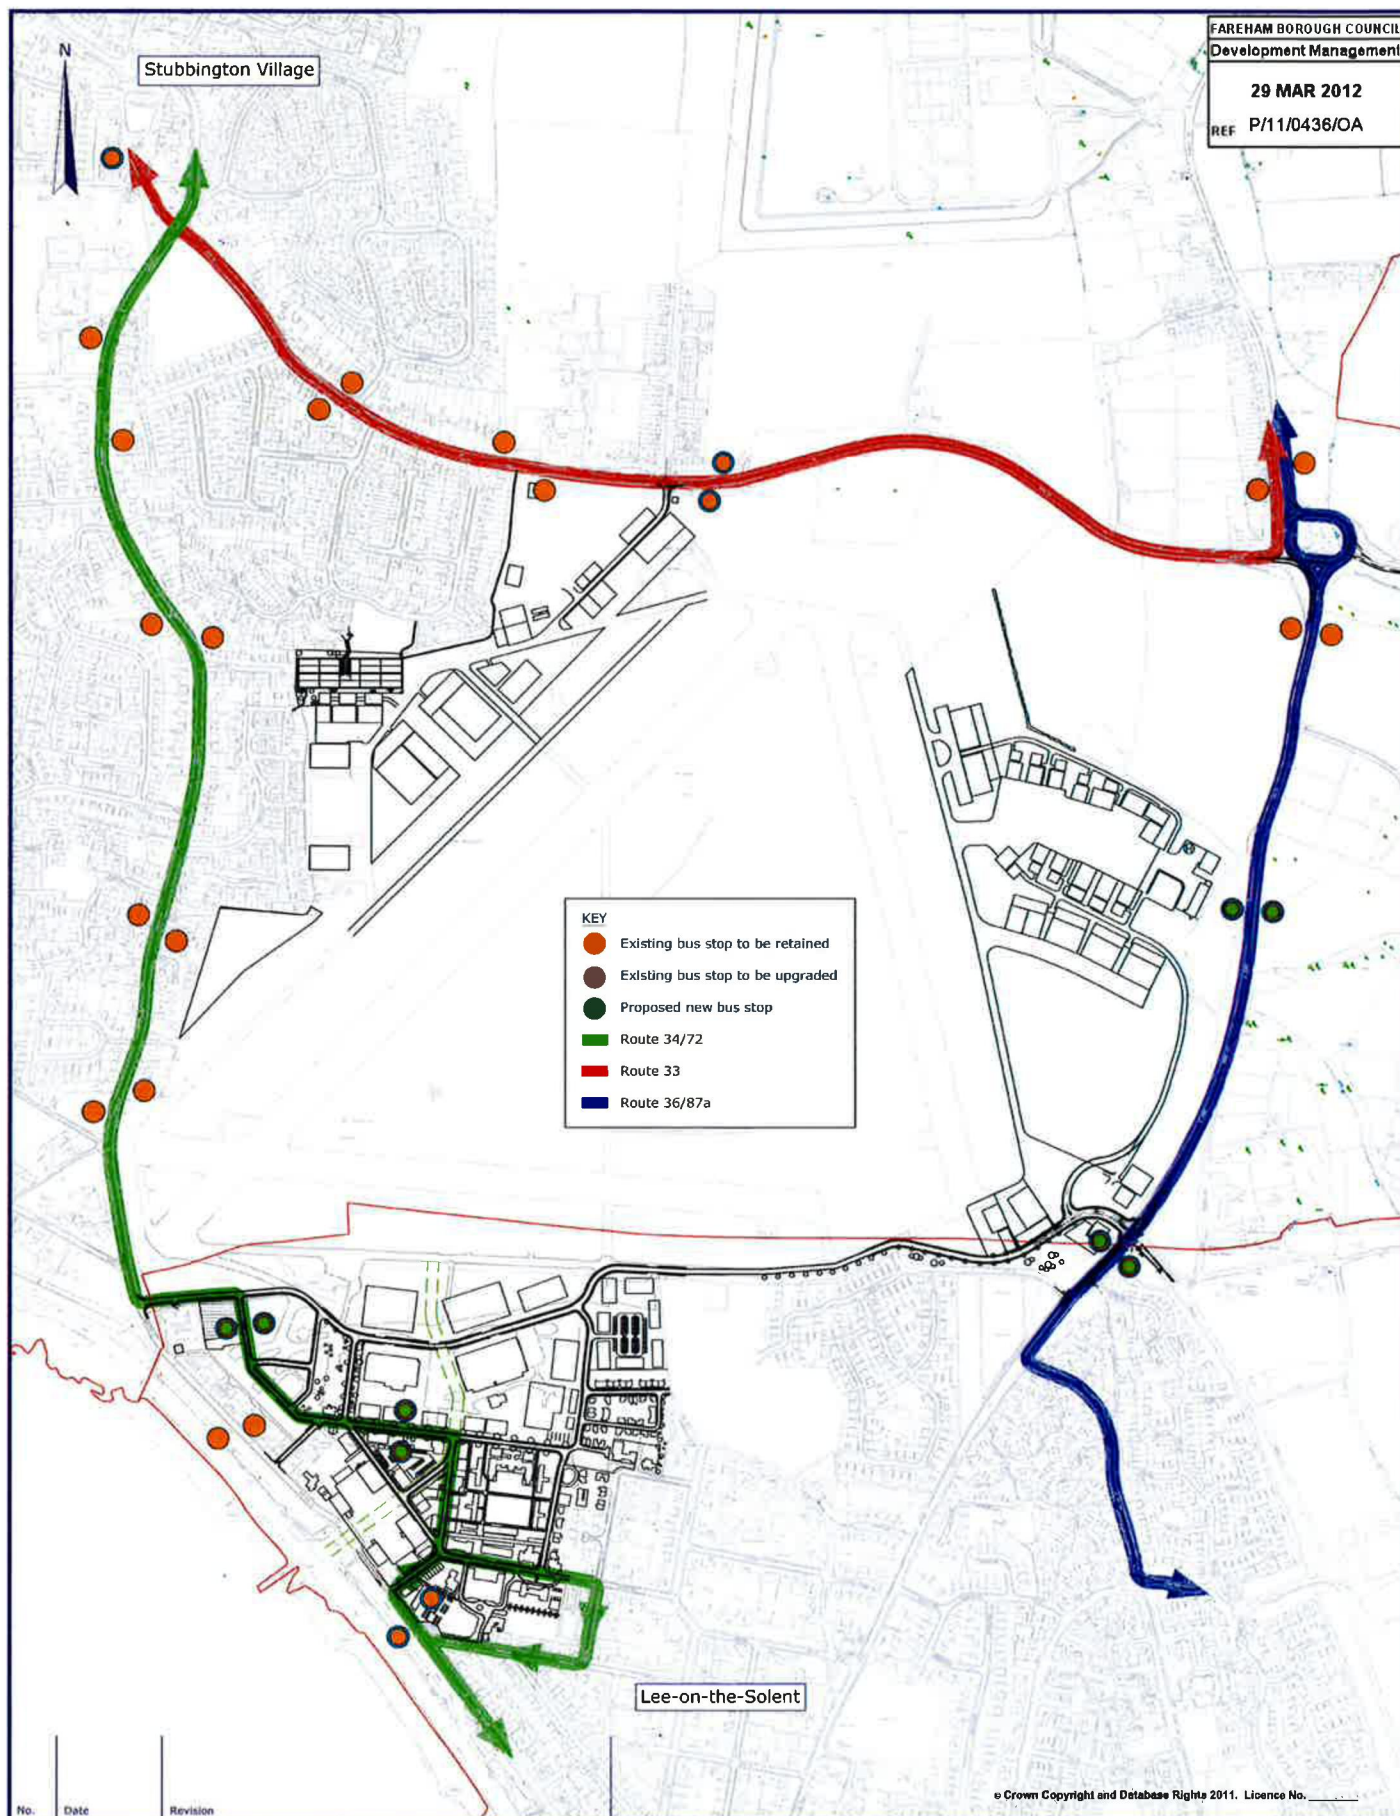 FAREHAM BOROUGH COUNCIL
Development Management
29 MAR 2012
REF P/11/0436/OA
N
Stubbington Village
KEY
Existing bus stop to be retained
Existing bus stop to be upgraded
Proposed new bus stop
Route 34/72
Route 33
Route 36/87a
Lee-on-the-Solent
No. Date Revision
© Crown Copyright and Database Rights 2011. Licence No. ______